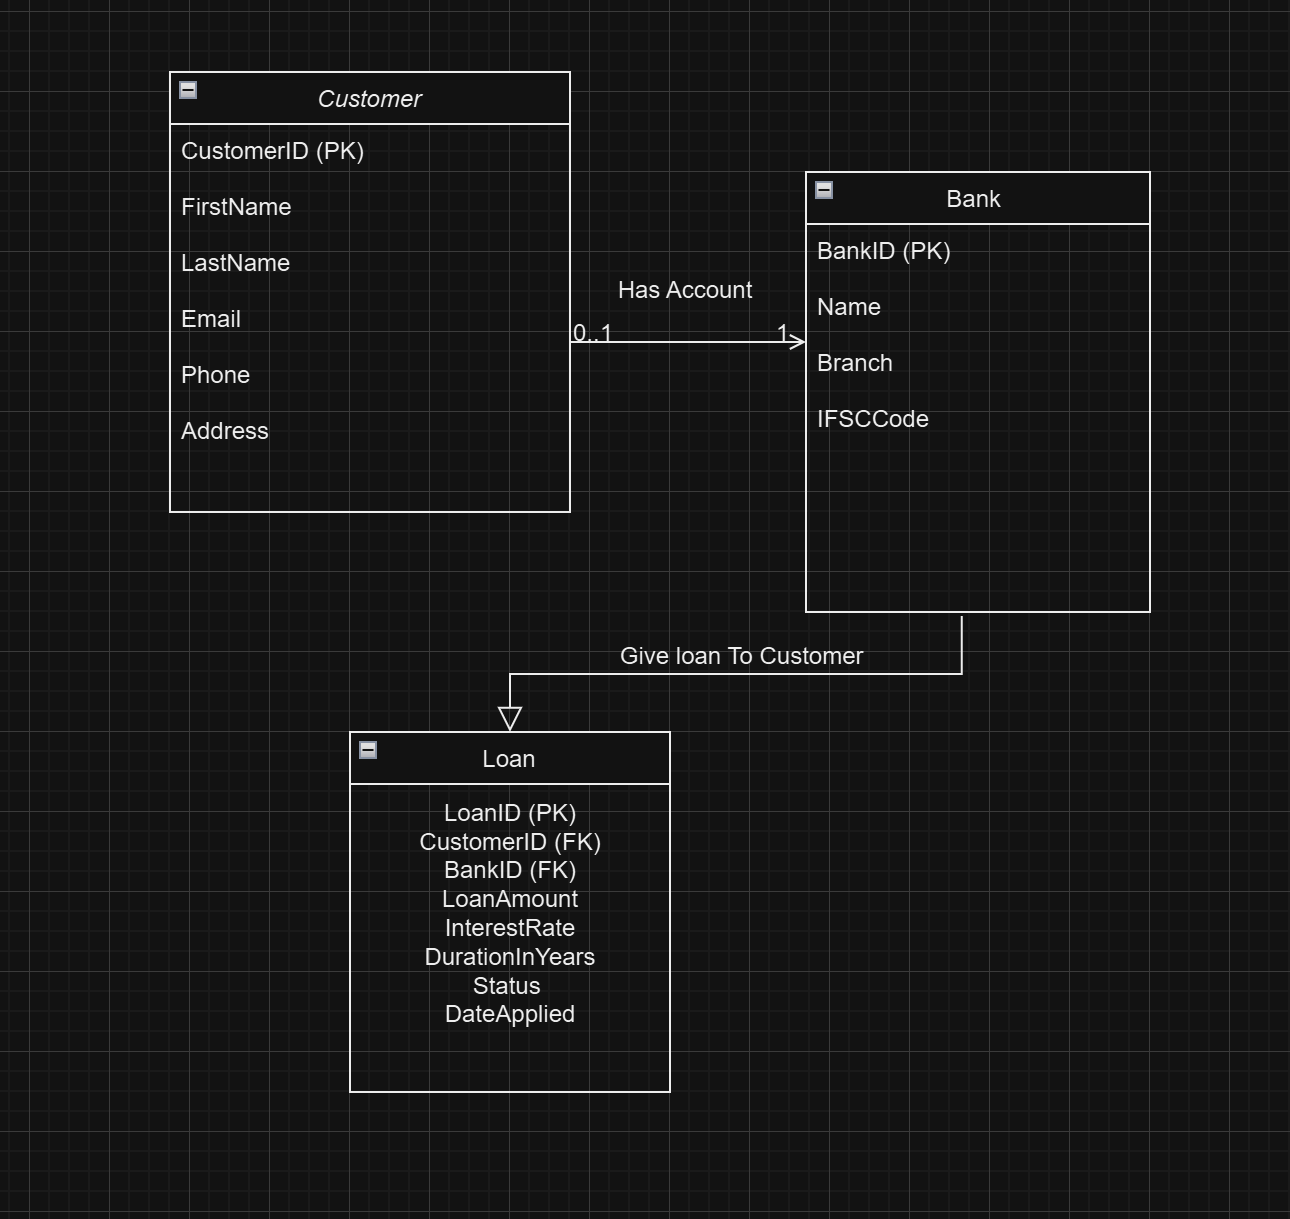 Customer
CustomerID (PK)
FirstName
LastName
Email
Phone
Address
Has Account
0..1
1
Bank
BankID (PK)
Name
Branch
IFSCCode
Give loan To Customer
Loan
LoanID (PK)
CustomerID (FK)
BankID (FK)
LoanAmount
InterestRate
DurationInYears
Status
DateApplied